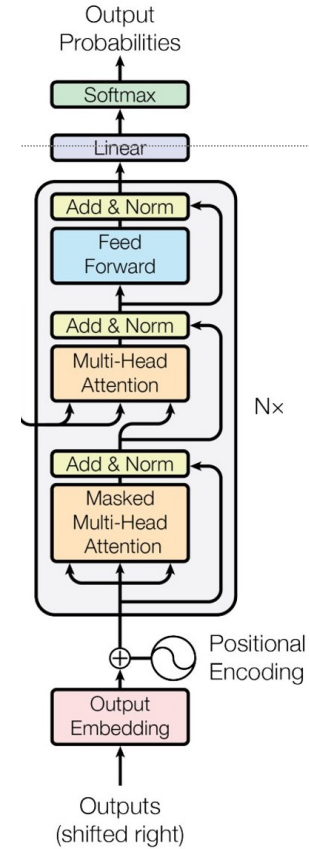 Output
Probabilities
Softmax
Linear
Add & Norm
Feed
Forward
Add & Norm
Multi-Head
Attention
N×
Add & Norm
Masked
Multi-Head
Attention
Positional
Encoding
Output
Embedding
Outputs
(shifted right)